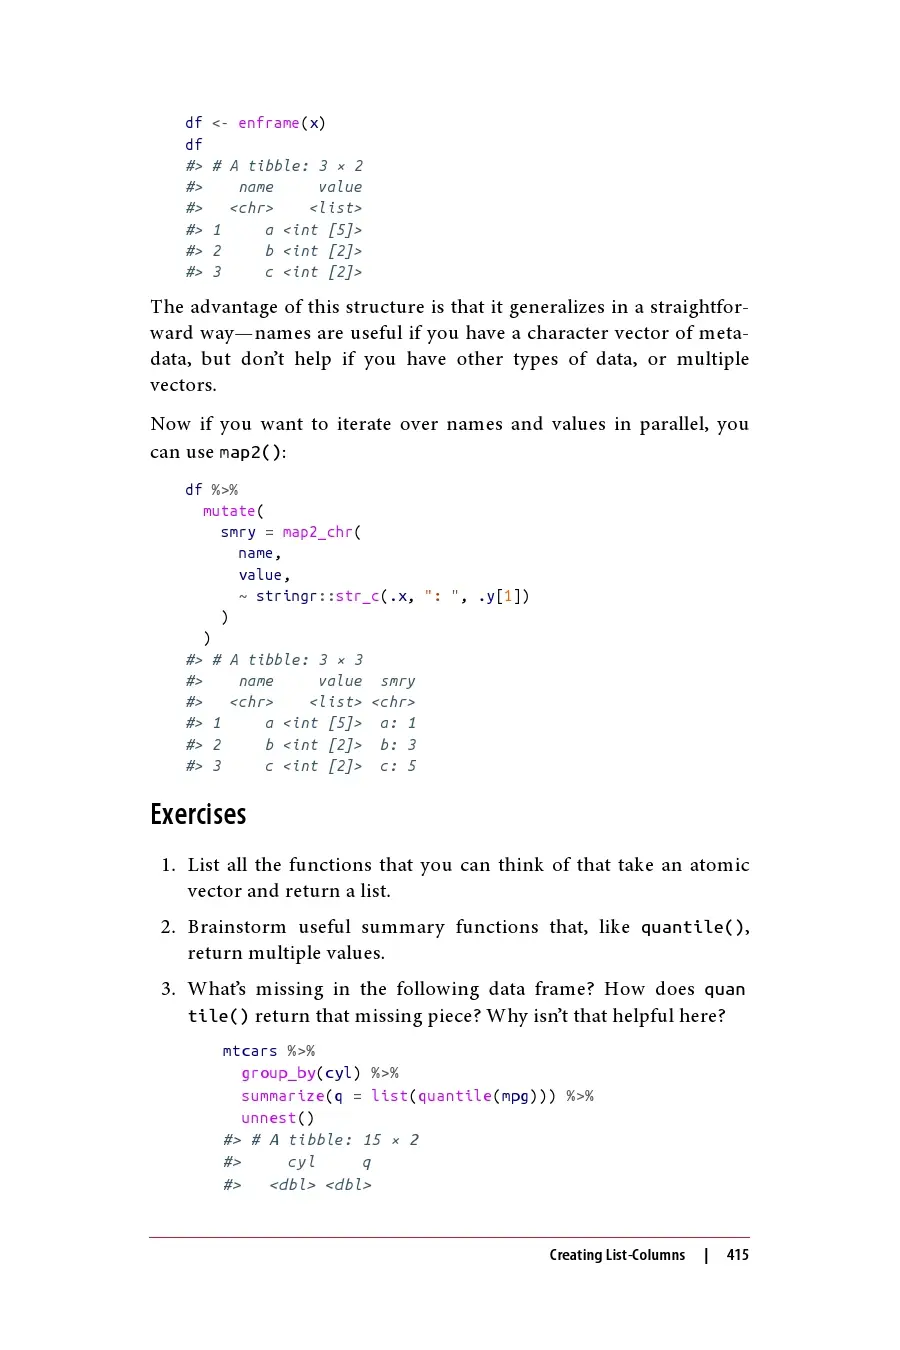 df <- enframe(x)
df
#> # A tibble: 3 × 2
#>    name     value
#>   <chr>    <list>
#> 1     a <int [5]>
#> 2     b <int [2]>
#> 3     c <int [2]>
The advantage of this structure is that it generalizes in a straightfor-
ward way—names are useful if you have a character vector of meta-
data, but don’t help if you have other types of data, or multiple
vectors.
Now if you want to iterate over names and values in parallel, you
can use map2():
df %>%
  mutate(
    smry = map2_chr(
      name,
      value,
      ~ stringr::str_c(.x, ": ", .y[1])
    )
  )
#> # A tibble: 3 × 3
#>    name     value  smry
#>   <chr>    <list> <chr>
#> 1     a <int [5]>  a: 1
#> 2     b <int [2]>  b: 3
#> 3     c <int [2]>  c: 5
Exercises
1. List all the functions that you can think of that take an atomic
vector and return a list.
2. Brainstorm useful summary functions that, like quantile(),
return multiple values.
3. What’s missing in the following data frame? How does quan
tile() return that missing piece? Why isn’t that helpful here?
mtcars %>%
  group_by(cyl) %>%
  summarize(q = list(quantile(mpg))) %>%
  unnest()
#> # A tibble: 15 × 2
#>     cyl     q
#>   <dbl> <dbl>
Creating List-Columns | 415